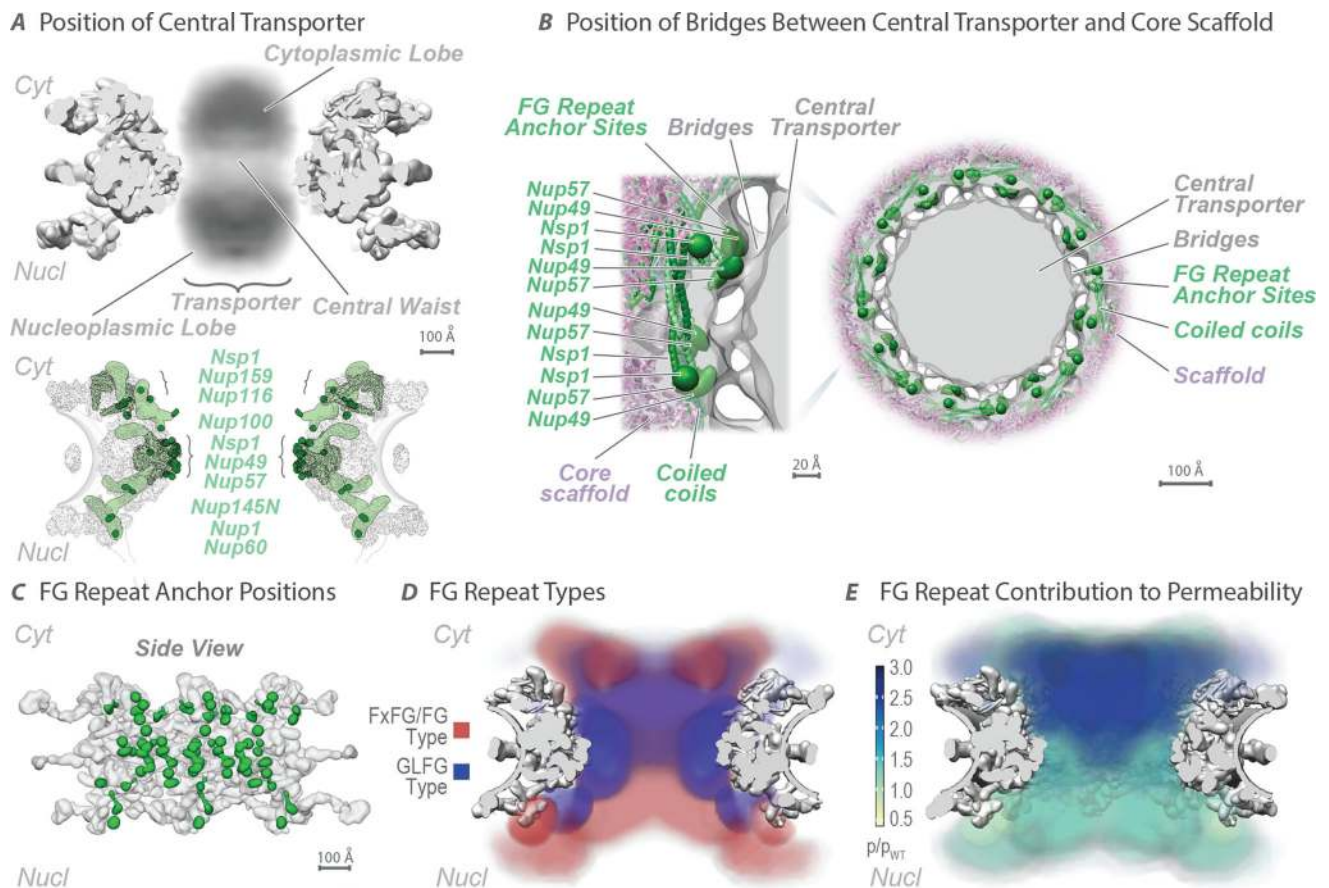 A Position of Central Transporter
Cytoplasmic Lobe
Cyt
Nucl
Transporter
Central Waist
Nucleoplasmic Lobe
100 Å
Cyt
Nsp1
Nup159
Nup116
Nup100
Nsp1
Nup49
Nup57
Nup145N
Nup1
Nup60
Nucl
B Position of Bridges Between Central Transporter and Core Scaffold
FG Repeat
Anchor Sites
Bridges
Central
Transporter
Nup57
Nup49
Nsp1
Nsp1
Nup49
Nup57
Nup49
Nup57
Nsp1
Nsp1
Nup57
Nup49
Core
scaffold
Coiled
coils
20 Å
Central
Transporter
Bridges
FG Repeat
Anchor Sites
Coiled coils
Scaffold
100 Å
C FG Repeat Anchor Positions
Cyt
Side View
100 Å
Nucl
D FG Repeat Types
Cyt
FxFG/FG
Type
GLFG
Type
Nucl
E FG Repeat Contribution to Permeability
Cyt
3.0
2.5
2.0
1.5
1.0
0.5
p/pWT
Nucl